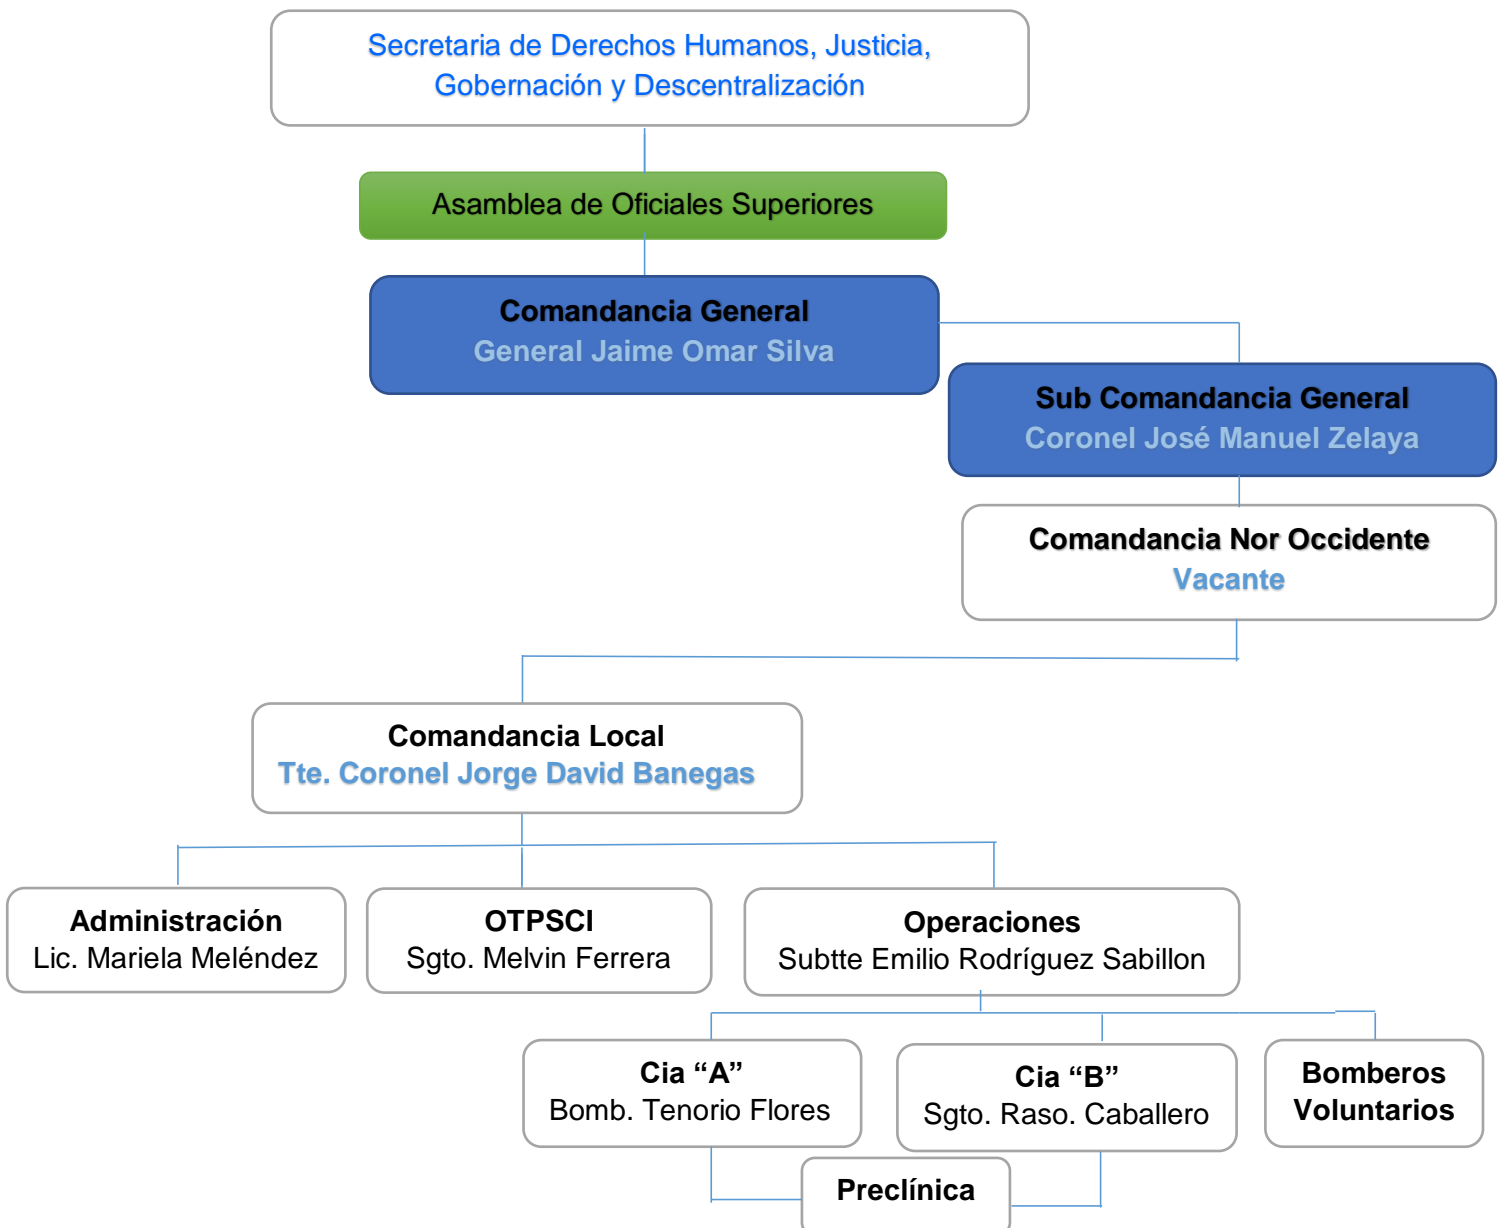 Secretaria de Derechos Humanos, Justicia,
Gobernación y Descentralización
Asamblea de Oficiales Superiores
Comandancia General
General Jaime Omar Silva
Sub Comandancia General
Coronel José Manuel Zelaya
Comandancia Nor Occidente
Vacante
Comandancia Local
Tte. Coronel Jorge David Banegas
Administración
Lic. Mariela Meléndez
OTPSCI
Sgto. Melvin Ferrera
Operaciones
Subtte Emilio Rodríguez Sabillon
Cia “A”
Bomb. Tenorio Flores
Cia “B”
Sgto. Raso. Caballero
Bomberos
Voluntarios
Preclínica